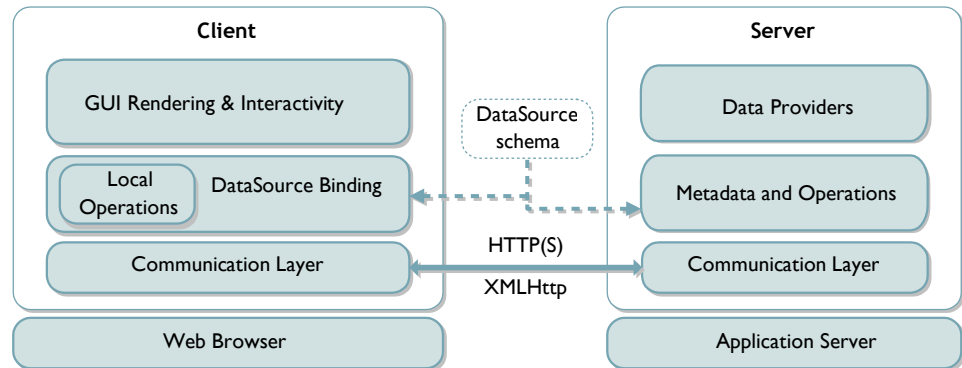 Client
GUI Rendering & Interactivity
Local
Operations
DataSource Binding
Communication Layer
Web Browser
DataSource
schema
HTTP(S)
XMLHttp
Server
Data Providers
Metadata and Operations
Communication Layer
Application Server